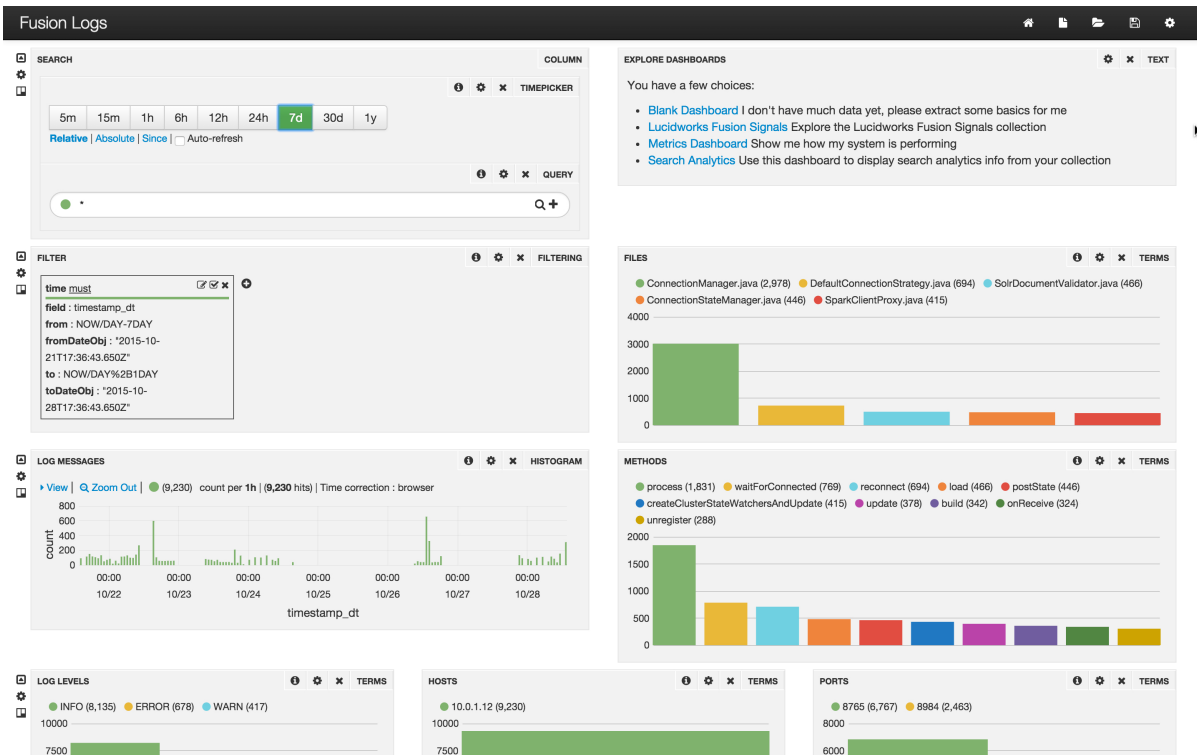 Fusion Logs
SEARCH
COLUMN
TIMEPICKER
5m 15m 1h 6h 12h 24h 7d 30d 1y
Relative | Absolute | Since | Auto-refresh
QUERY
*
EXPLORE DASHBOARDS
TEXT
You have a few choices:
• Blank Dashboard I don't have much data yet, please extract some basics for me
• Lucidworks Fusion Signals Explore the Lucidworks Fusion Signals collection
• Metrics Dashboard Show me how my system is performing
• Search Analytics Use this dashboard to display search analytics info from your collection
FILTER
FILTERING
time must
field : timestamp_dt
from : NOW/DAY-7DAY
fromDateObj : "2015-10-
21T17:36:43.650Z"
to : NOW/DAY%2B1DAY
toDateObj : "2015-10-
28T17:36:43.650Z"
FILES
TERMS
ConnectionManager.java (2,978) DefaultConnectionStrategy.java (694) SolrDocumentValidator.java (466)
ConnectionStateManager.java (446) SparkClientProxy.java (415)
4000
3000
2000
1000
0
LOG MESSAGES
HISTOGRAM
View | Zoom Out | (9,230) count per 1h | (9,230 hits) | Time correction : browser
count
800
600
400
200
0
00:00 00:00 00:00 00:00 00:00 00:00 00:00
10/22 10/23 10/24 10/25 10/26 10/27 10/28
timestamp_dt
METHODS
TERMS
process (1,831) waitForConnected (769) reconnect (694) load (466) postState (446)
createClusterStateWatchersAndUpdate (415) update (378) build (342) onReceive (324)
unregister (288)
2000
1500
1000
500
0
LOG LEVELS
TERMS
INFO (8,135) ERROR (678) WARN (417)
10000
7500
HOSTS
TERMS
10.0.1.12 (9,230)
10000
7500
PORTS
TERMS
8765 (6,767) 8984 (2,463)
8000
6000